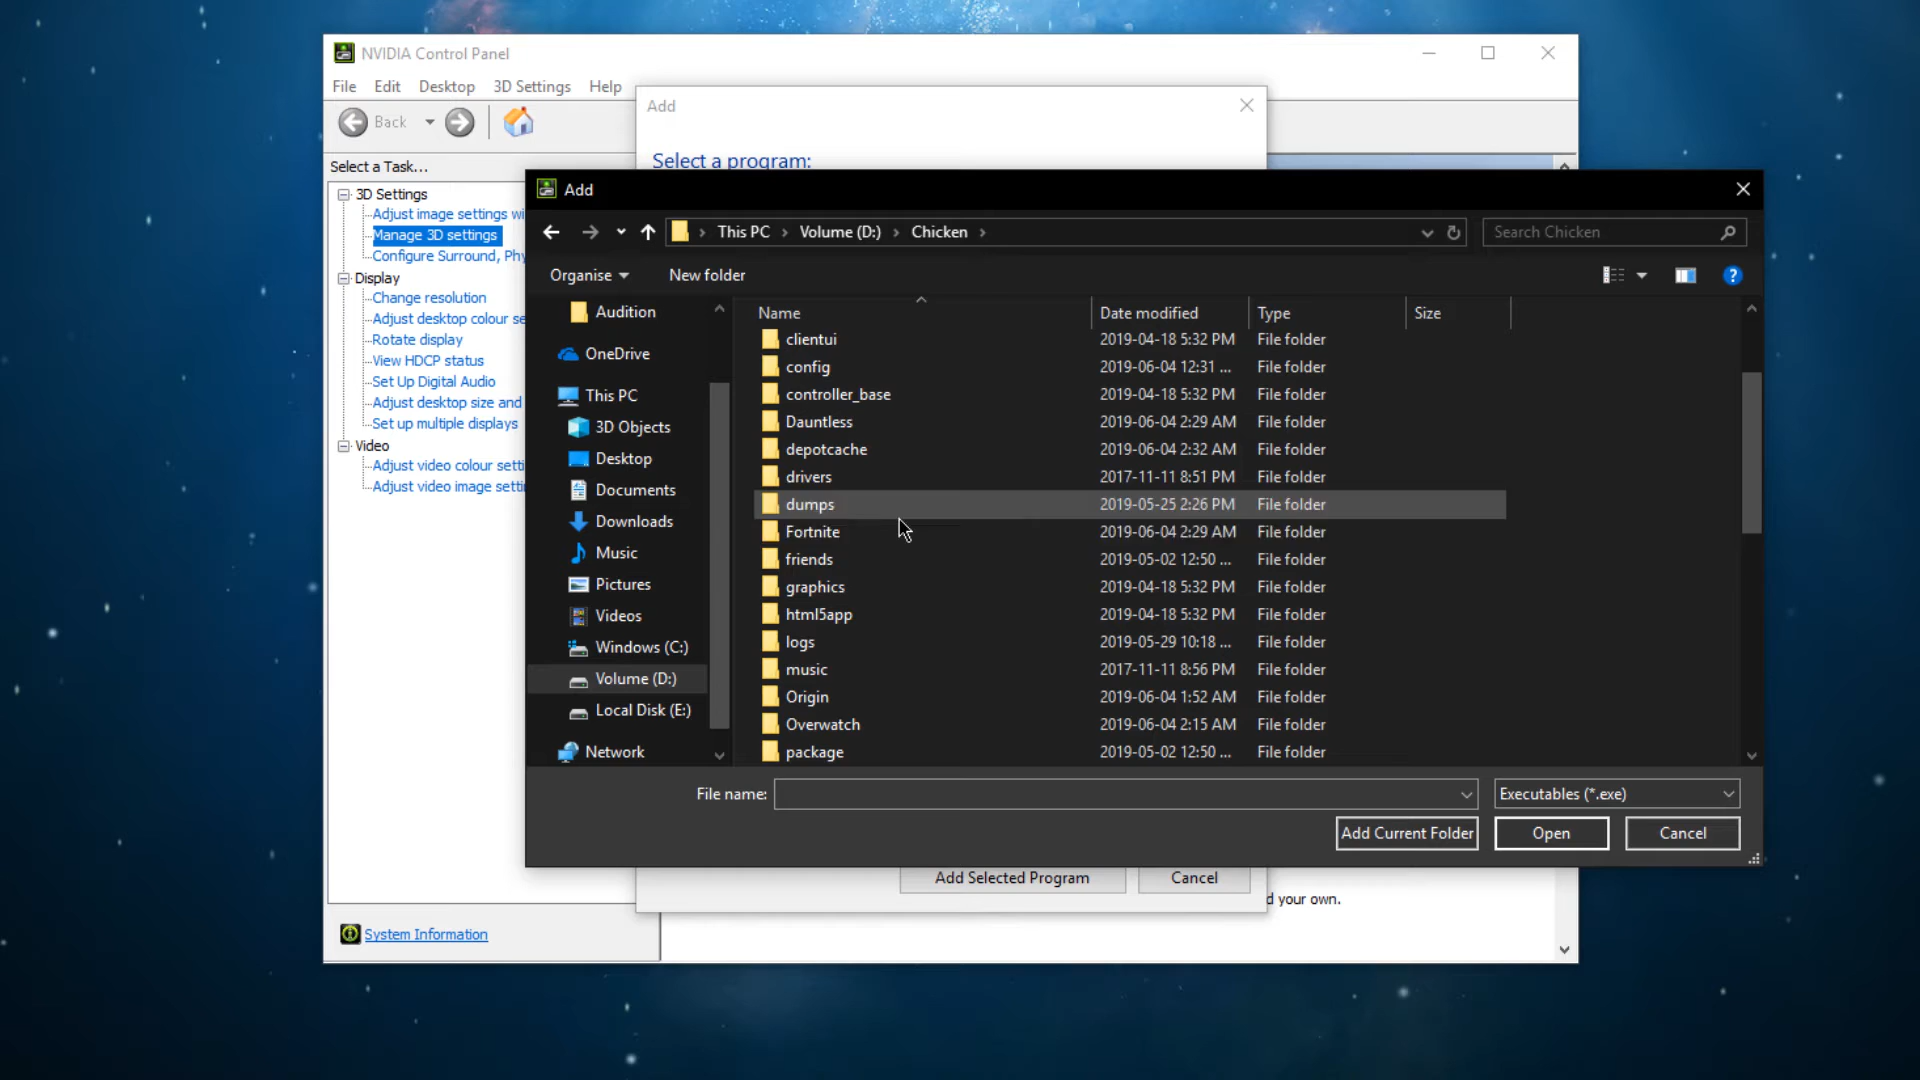 NVIDIA Control Panel
File Edit Desktop 3D Settings Help
Add
Back
Select a program:
Select a Task...
3D Settings
Adjust image settings wi
Manage 3D settings
Configure Surround, Phy
Display
Change resolution
Adjust desktop colour se
Rotate display
View HDCP status
Set Up Digital Audio
Adjust desktop size and
Set up multiple displays
Video
Adjust video colour setti
Adjust video image setti
System Information
Add
This PC Volume (D:) Chicken
Search Chicken
Organise New folder
Audition
OneDrive
This PC
3D Objects
Desktop
Documents
Downloads
Music
Pictures
Videos
Windows (C:)
Volume (D:)
Local Disk (E:)
Network
Name Date modified Type Size
clientui 2019-04-18 5:32 PM File folder
config 2019-06-04 12:31 ... File folder
controller_base 2019-04-18 5:32 PM File folder
Dauntless 2019-06-04 2:29 AM File folder
depotcache 2019-06-04 2:32 AM File folder
drivers 2017-11-11 8:51 PM File folder
dumps 2019-05-25 2:26 PM File folder
Fortnite 2019-06-04 2:29 AM File folder
friends 2019-05-02 12:50 ... File folder
graphics 2019-04-18 5:32 PM File folder
html5app 2019-04-18 5:32 PM File folder
logs 2019-05-29 10:18 ... File folder
music 2017-11-11 8:56 PM File folder
Origin 2019-06-04 1:52 AM File folder
Overwatch 2019-06-04 2:15 AM File folder
package 2019-05-02 12:50 ... File folder
File name: Executables (*.exe)
Add Current Folder Open Cancel
Add Selected Program Cancel
d your own.